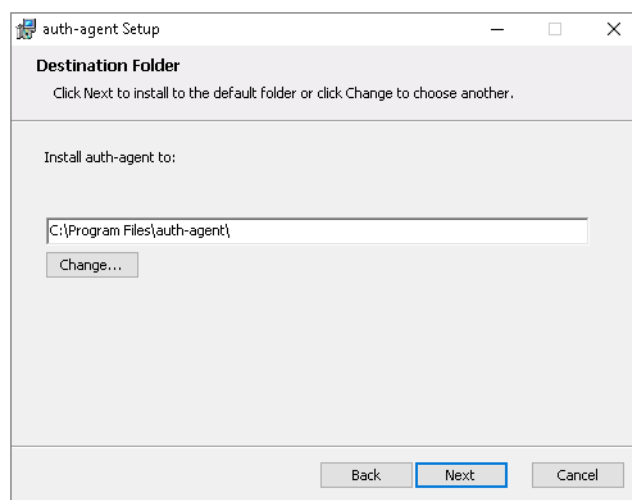 auth-agent Setup
Destination Folder
Click Next to install to the default folder or click Change to choose another.
Install auth-agent to:
C:\Program Files\auth-agent\
Change...
Back
Next
Cancel